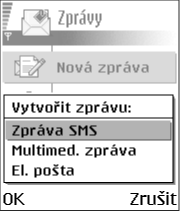 Zprávy
Nová zpráva
Vytvořit zprávu:
Zpráva SMS
Multimed. zpráva
El. pošta
OK Zrušit